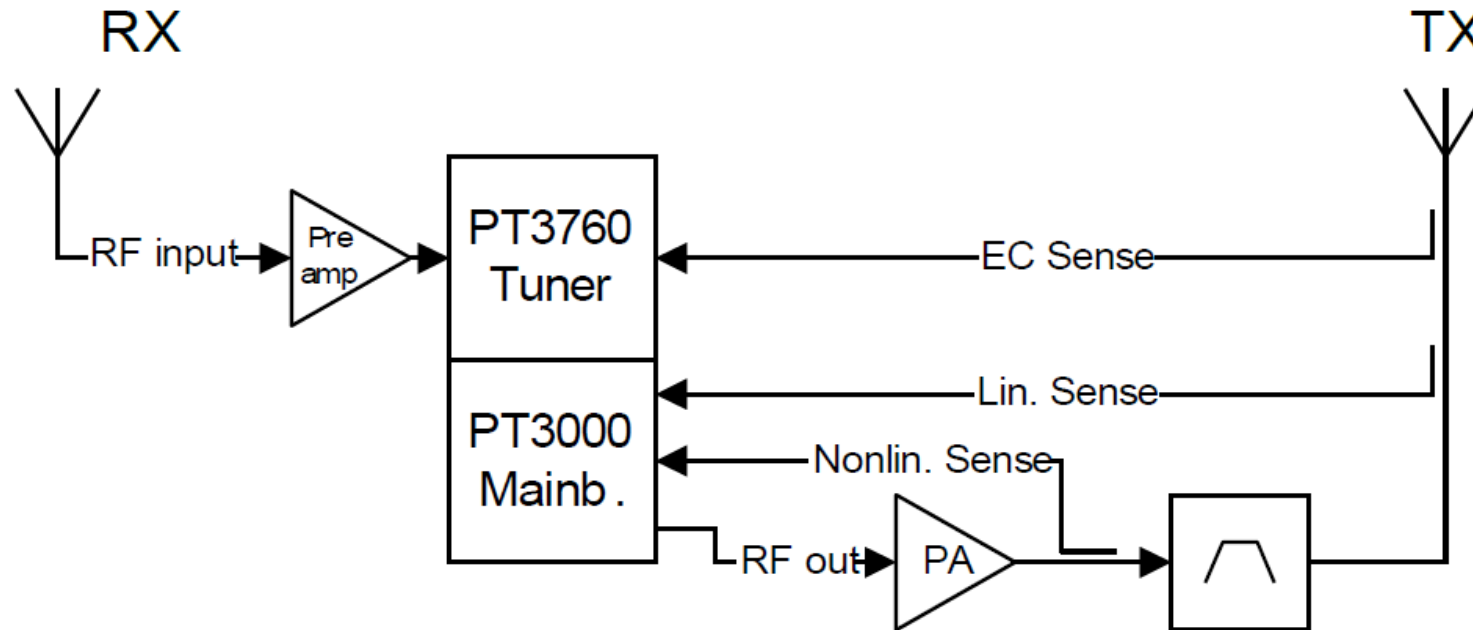 RX
TX
RF input
Pre
amp
PT3760
Tuner
EC Sense
Lin. Sense
PT3000
Mainb.
Nonlin. Sense
RF out
PA